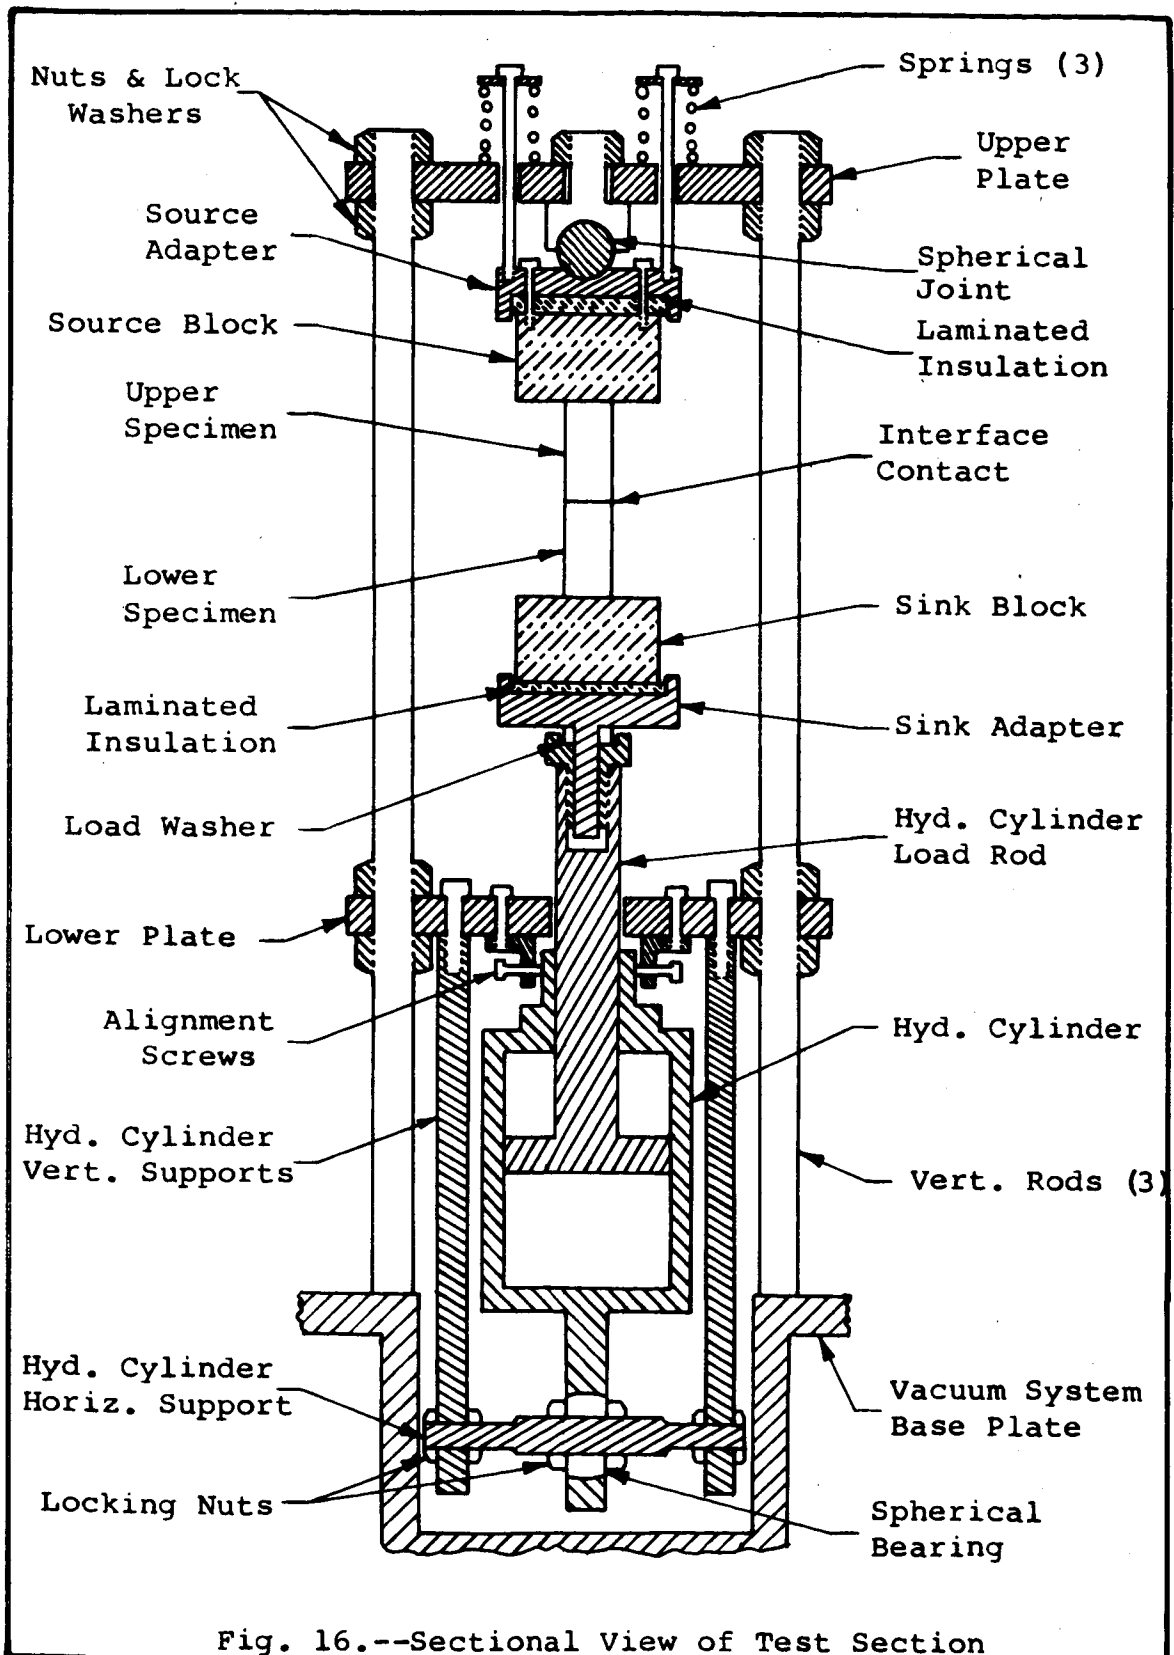 Nuts & Lock
Washers
Springs (3)
Upper
Plate
Source
Adapter
Spherical
Joint
Source Block
Laminated
Insulation
Upper
Specimen
Interface
Contact
Lower
Specimen
Sink Block
Laminated
Insulation
Sink Adapter
Load Washer
Hyd. Cylinder
Load Rod
Lower Plate
Alignment
Screws
Hyd. Cylinder
Hyd. Cylinder
Vert. Supports
Vert. Rods (3)
Hyd. Cylinder
Horiz. Support
Vacuum System
Base Plate
Locking Nuts
Spherical
Bearing
Fig. 16.--Sectional View of Test Section